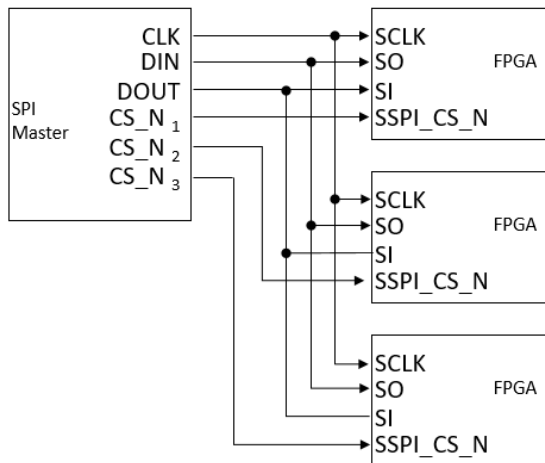 SPI
Master
CLK
DIN
DOUT
CS_N 1
CS_N 2
CS_N 3
SCLK
SO
SI
SSPI_CS_N
FPGA
SCLK
SO
SI
SSPI_CS_N
FPGA
SCLK
SO
SI
SSPI_CS_N
FPGA